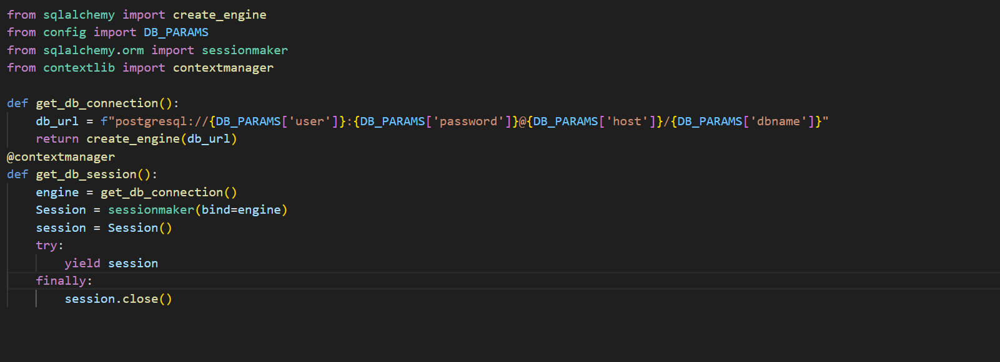 from sqlalchemy import create_engine
from config import DB_PARAMS
from sqlalchemy.orm import sessionmaker
from contextlib import contextmanager

def get_db_connection():
    db_url = f"postgresql://{DB_PARAMS['user']}:{DB_PARAMS['password']}@{DB_PARAMS['host']}/{DB_PARAMS['dbname']}"
    return create_engine(db_url)
@contextmanager
def get_db_session():
    engine = get_db_connection()
    Session = sessionmaker(bind=engine)
    session = Session()
    try:
        yield session
    finally:
        session.close()